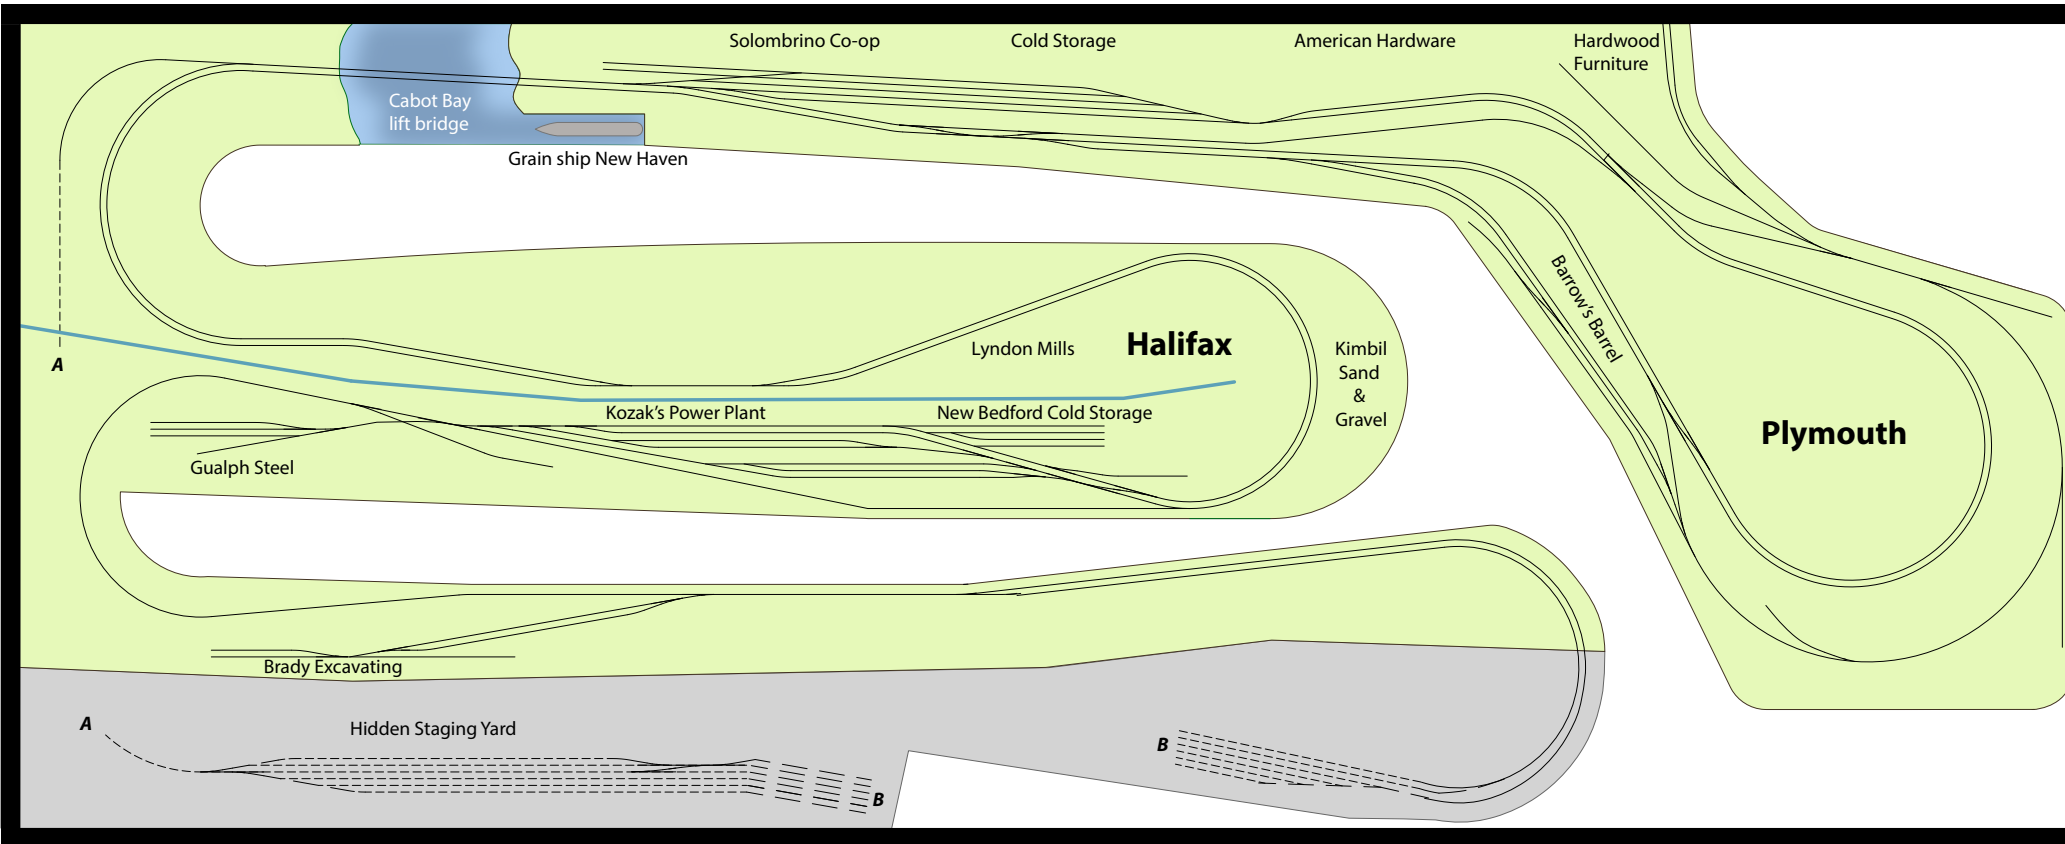 Solombrino Co-op
Cold Storage
American Hardware
Hardwood
Furniture
Cabot Bay
lift bridge
Grain ship New Haven
Barrow's Barrel
A
Lyndon Mills
Halifax
Kimbil
Sand
&
Gravel
Kozak's Power Plant
New Bedford Cold Storage
Plymouth
Gualph Steel
Brady Excavating
A
Hidden Staging Yard
B
B